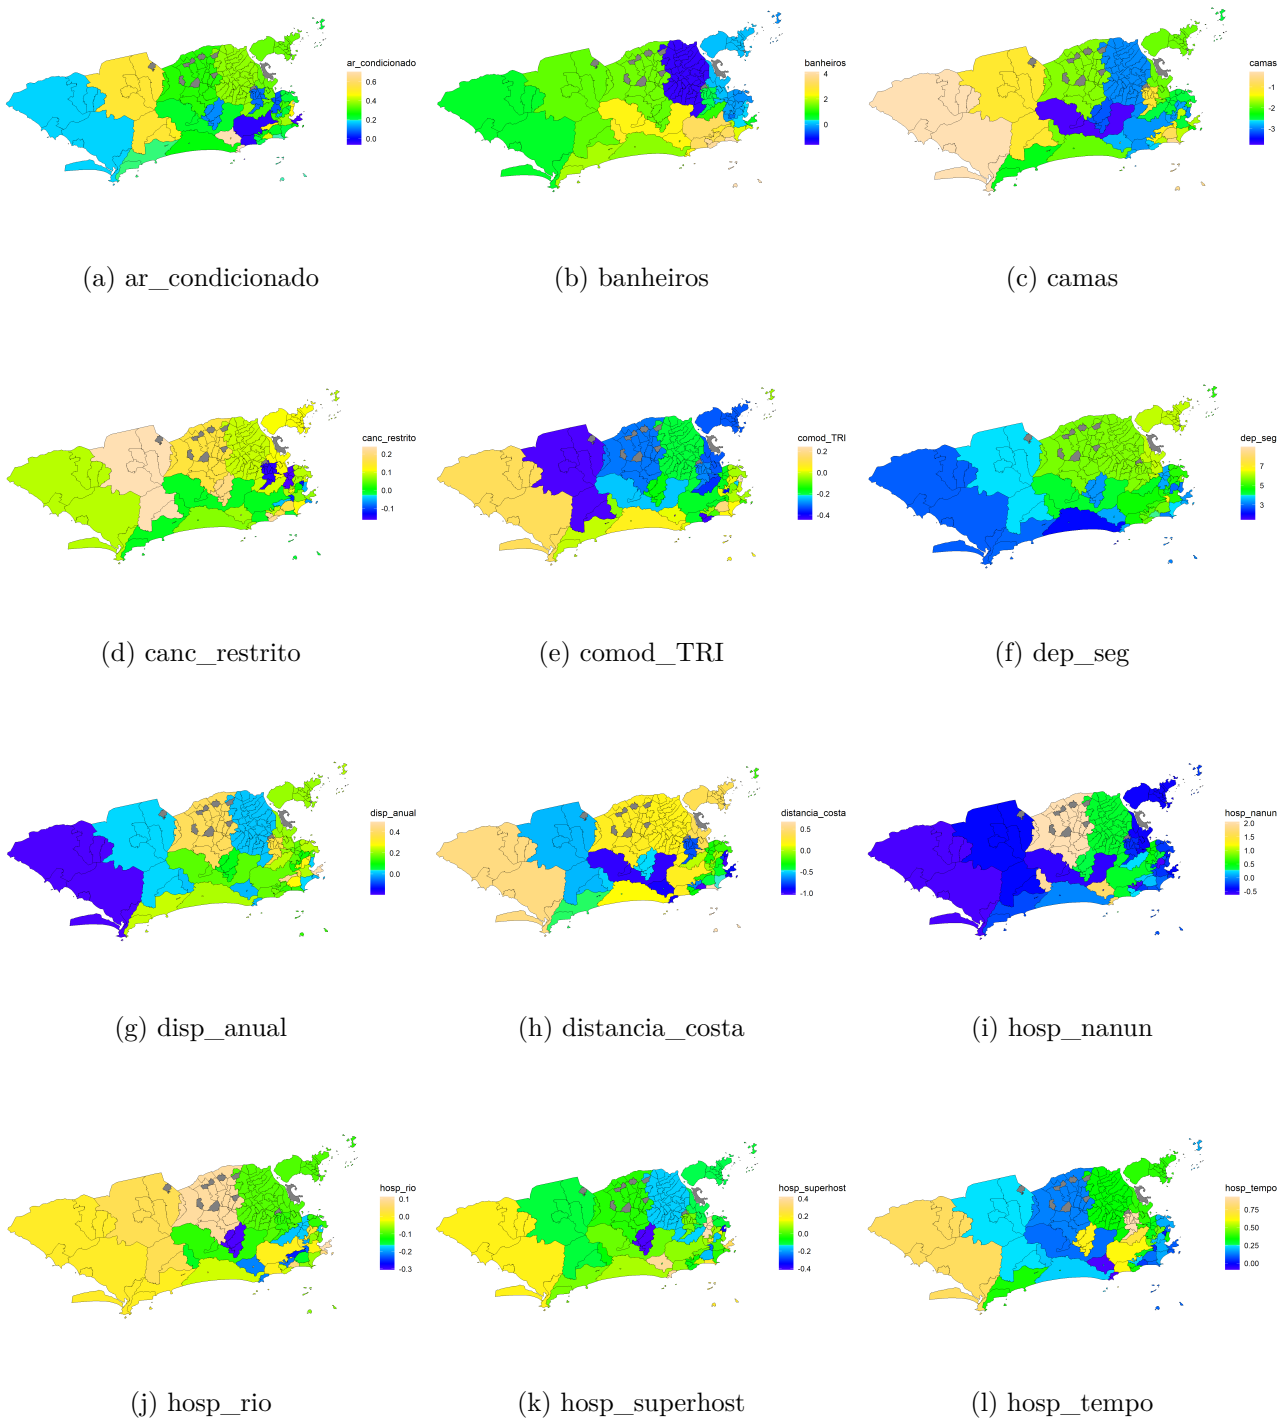 ar_condicionado
0.6
0.4
0.2
0.0
banheiros
4
2
0
camas
-1
-2
-3
(a) ar_condicionado
(b) banheiros
(c) camas
canc_restrito
0.2
0.1
0.0
-0.1
comod_TRI
0.2
0.0
-0.2
-0.4
dep_seg
7
5
3
(d) canc_restrito
(e) comod_TRI
(f) dep_seg
disp_anual
0.4
0.2
0.0
distancia_costa
0.5
0.0
-0.5
-1.0
hosp_nanun
2.0
1.5
1.0
0.5
0.0
-0.5
(g) disp_anual
(h) distancia_costa
(i) hosp_nanun
hosp_rio
0.1
0.0
-0.1
-0.2
-0.3
hosp_superhost
0.4
0.2
0.0
-0.2
-0.4
hosp_tempo
0.75
0.50
0.25
0.00
(j) hosp_rio
(k) hosp_superhost
(l) hosp_tempo